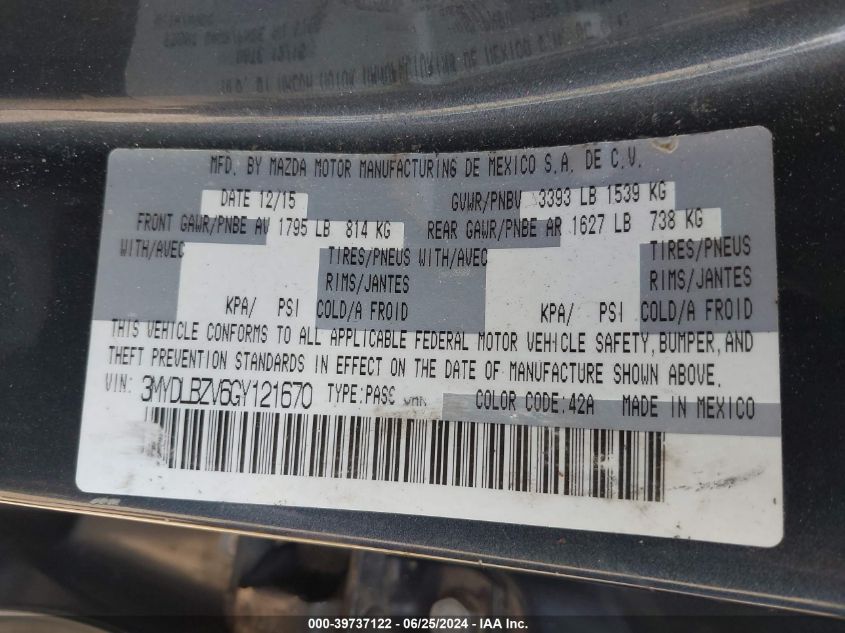 MFD. BY MAZDA MOTOR MANUFACTURING DE MEXICO S.A. DE C.V.
DATE 12/15 GVWR/PNBV 3393 LB 1539 KG
FRONT GAWR/PNBE AV 1795 LB 814 KG REAR GAWR/PNBE AR 1627 LB 738 KG
WITH/AVEC TIRES/PNEUS WITH/AVEC TIRES/PNEUS
RIMS/JANTES RIMS/JANTES
KPA/ PSI COLD/A FROID KPA/ PSI COLD/A FROID
THIS VEHICLE CONFORMS TO ALL APPLICABLE FEDERAL MOTOR VEHICLE SAFETY, BUMPER, AND
THEFT PREVENTION STANDARDS IN EFFECT ON THE DATE OF MANUFACTURE SHOWN ABOVE.
VIN: 3MYDLBZV6GY121670 TYPE:PASC COLOR CODE:42A MADE IN MEXICO
000-39737122 - 06/25/2024 - IAA Inc.